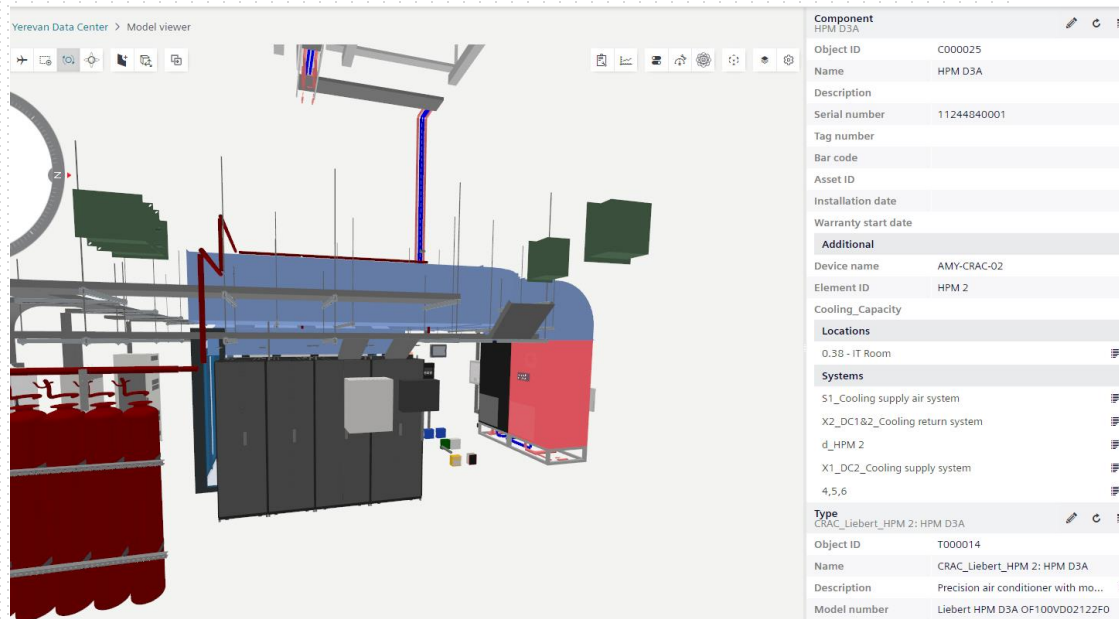 Yerevan Data Center > Model viewer
N
Component
HPM D3A
Object ID C000025
Name HPM D3A
Description
Serial number 11244840001
Tag number
Bar code
Asset ID
Installation date
Warranty start date
Additional
Device name AMY-CRAC-02
Element ID HPM 2
Cooling_Capacity
Locations
0.38 - IT Room
Systems
S1_Cooling supply air system
X2_DC1&2_Cooling return system
d_HPM 2
X1_DC2_Cooling supply system
4,5,6
Type
CRAC_Liebert_HPM 2: HPM D3A
Object ID T000014
Name CRAC_Liebert_HPM 2: HPM D3A
Description Precision air conditioner with mo...
Model number Liebert HPM D3A OF100VD02122F0